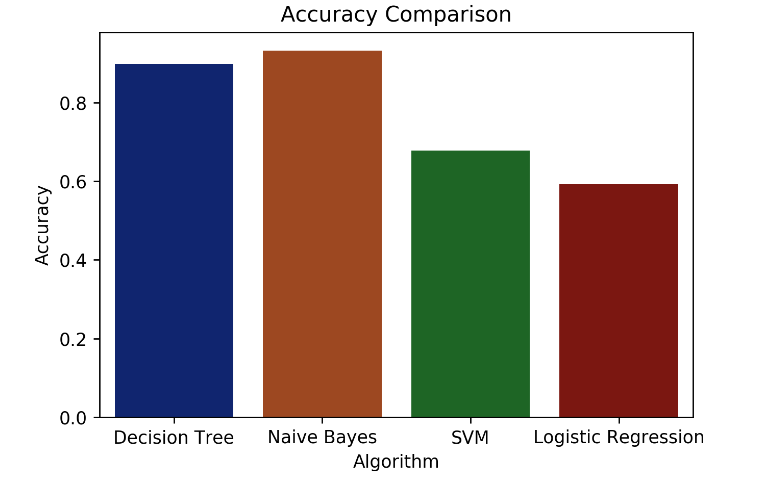 Accuracy Comparison
Accuracy
0.8
0.6
0.4
0.2
0.0
Decision Tree Naive Bayes SVM Logistic Regression
Algorithm